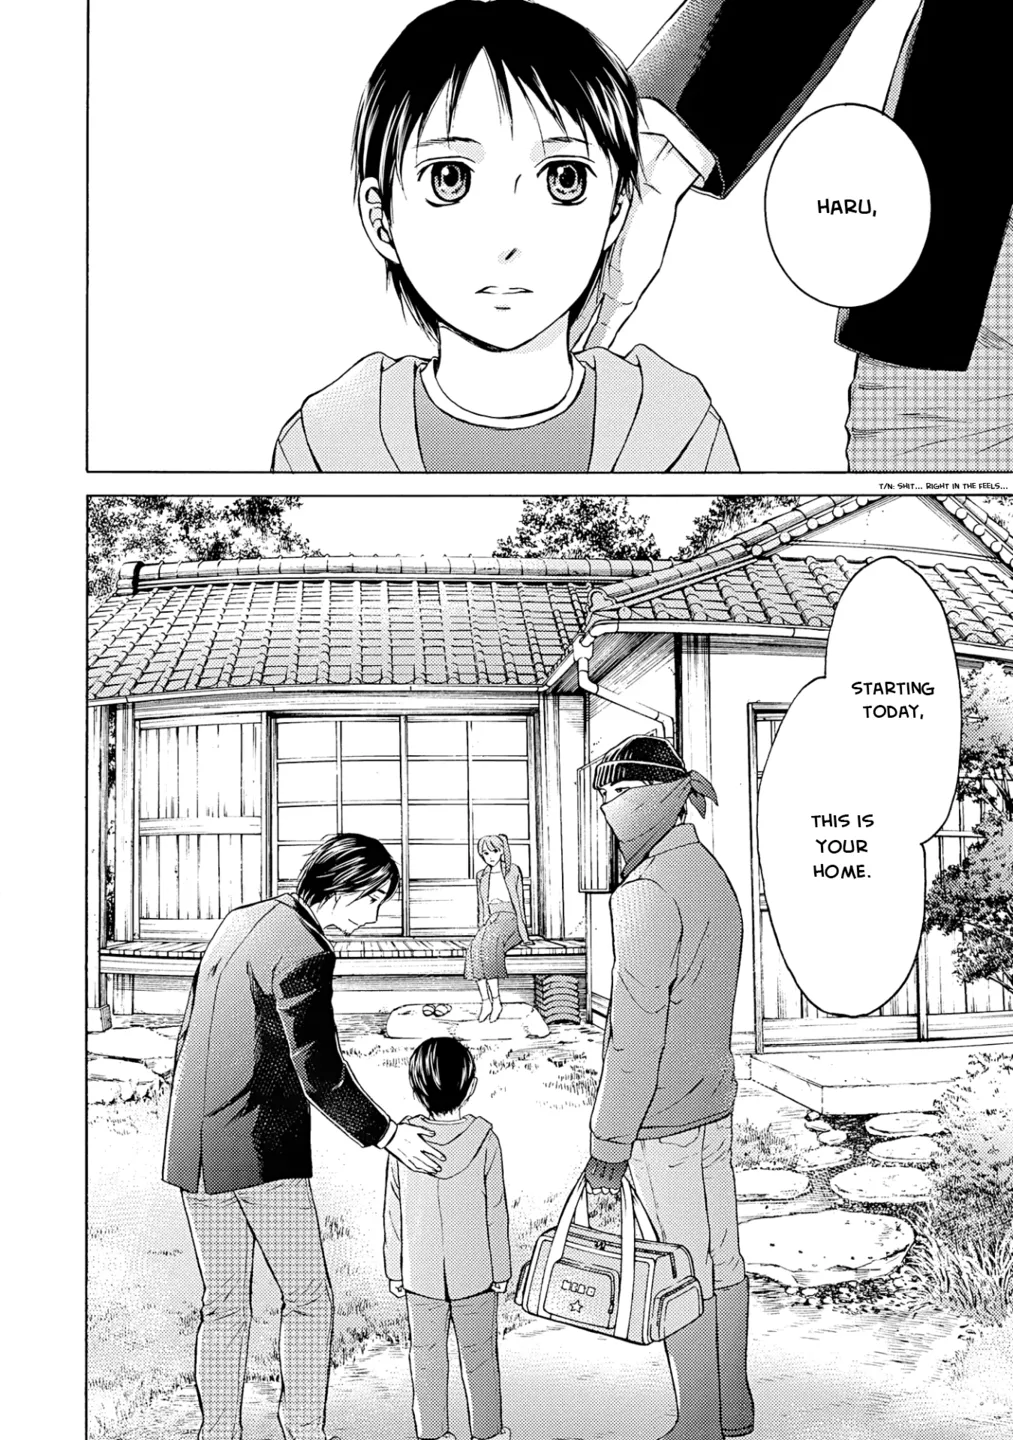 HARU,
T/N: SHIT... RIGHT IN THE FEELS...
STARTING
TODAY,
THIS IS
YOUR
HOME.